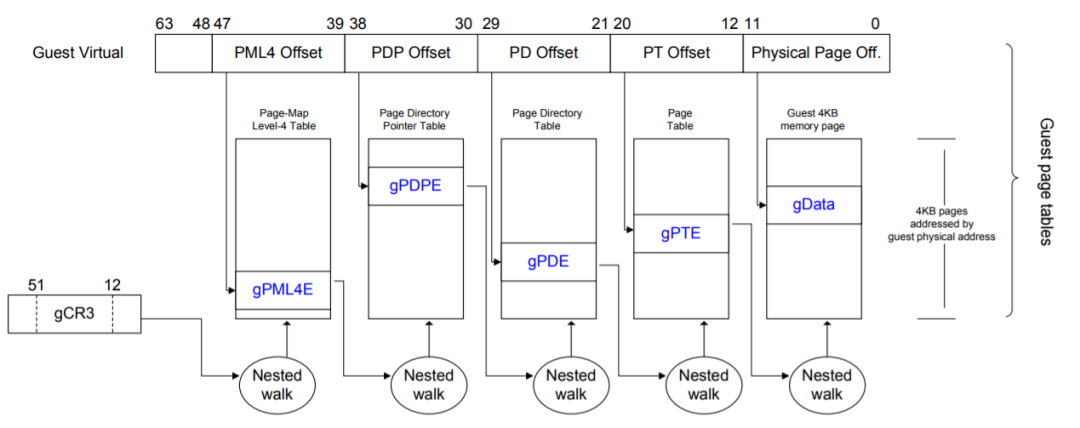 63 48 47 39 38 30 29 21 20 12 11 0
Guest Virtual PML4 Offset PDP Offset PD Offset PT Offset Physical Page Off.
Page-Map
Level-4 Table
Page Directory
Pointer Table
Page Directory
Table
Page
Table
Guest 4KB
memory page
gPDPE
gData
gPTE
gPDE
gPML4E
4KB pages
addressed by
guest physical address
Guest page tables
51 12
gCR3
Nested
walk
Nested
walk
Nested
walk
Nested
walk
Nested
walk